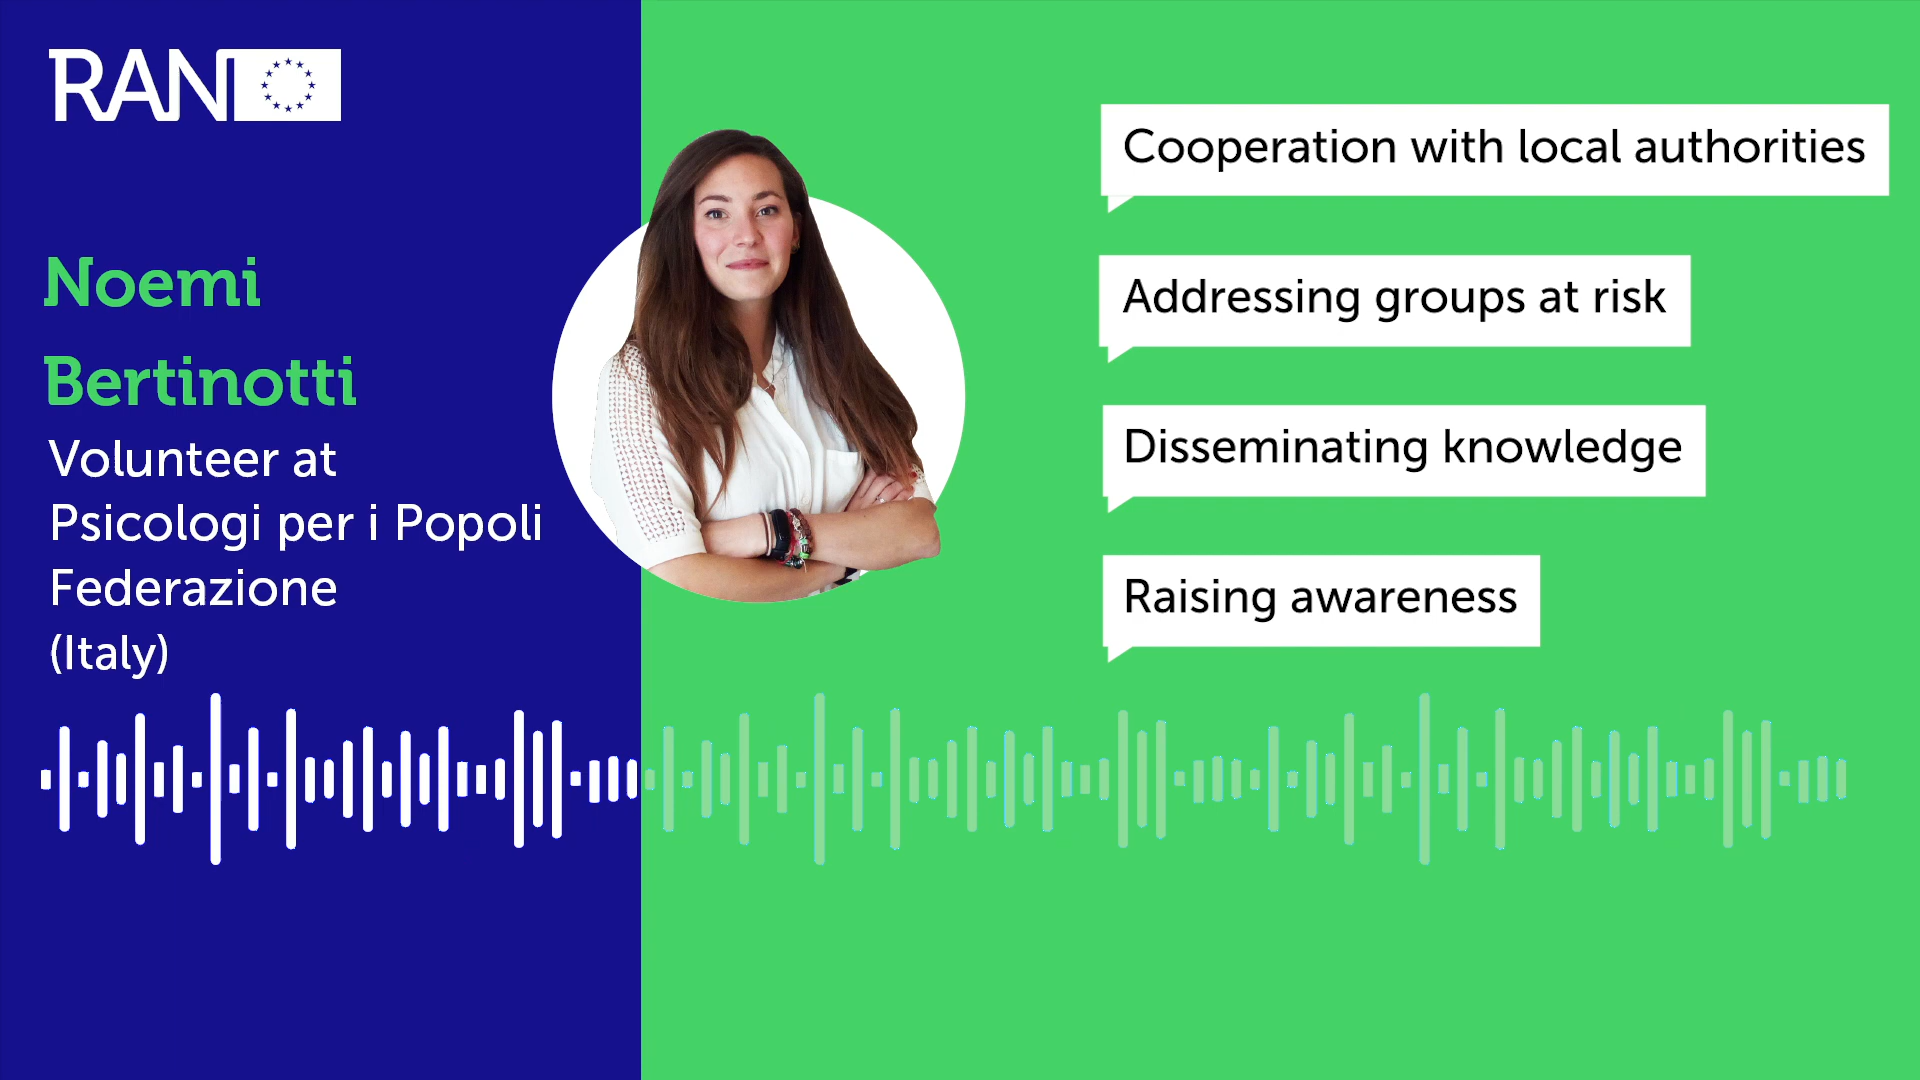 RAN
Noemi
Bertinotti
Volunteer at
Psicologi per i Popoli
Federazione
(Italy)
Cooperation with local authorities
Addressing groups at risk
Disseminating knowledge
Raising awareness